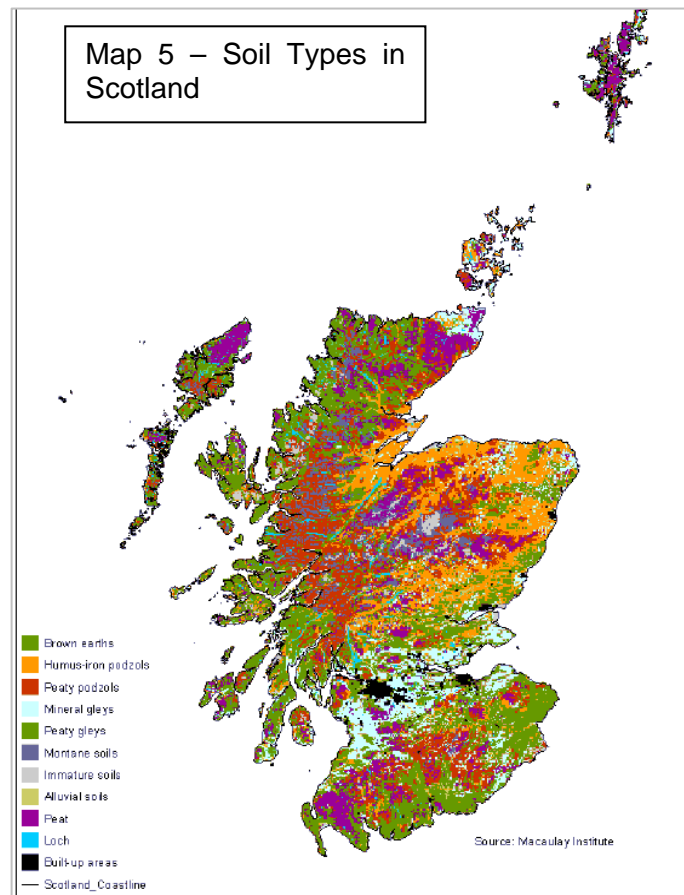 Map 5 – Soil Types in
Scotland
Brown earths
Humus-iron podzols
Peaty podzols
Mineral gleys
Peaty gleys
Montane soils
Immature soils
Alluvial soils
Peat
Loch
Built-up areas
Scotland_Coastline
Source: Macaulay Institute